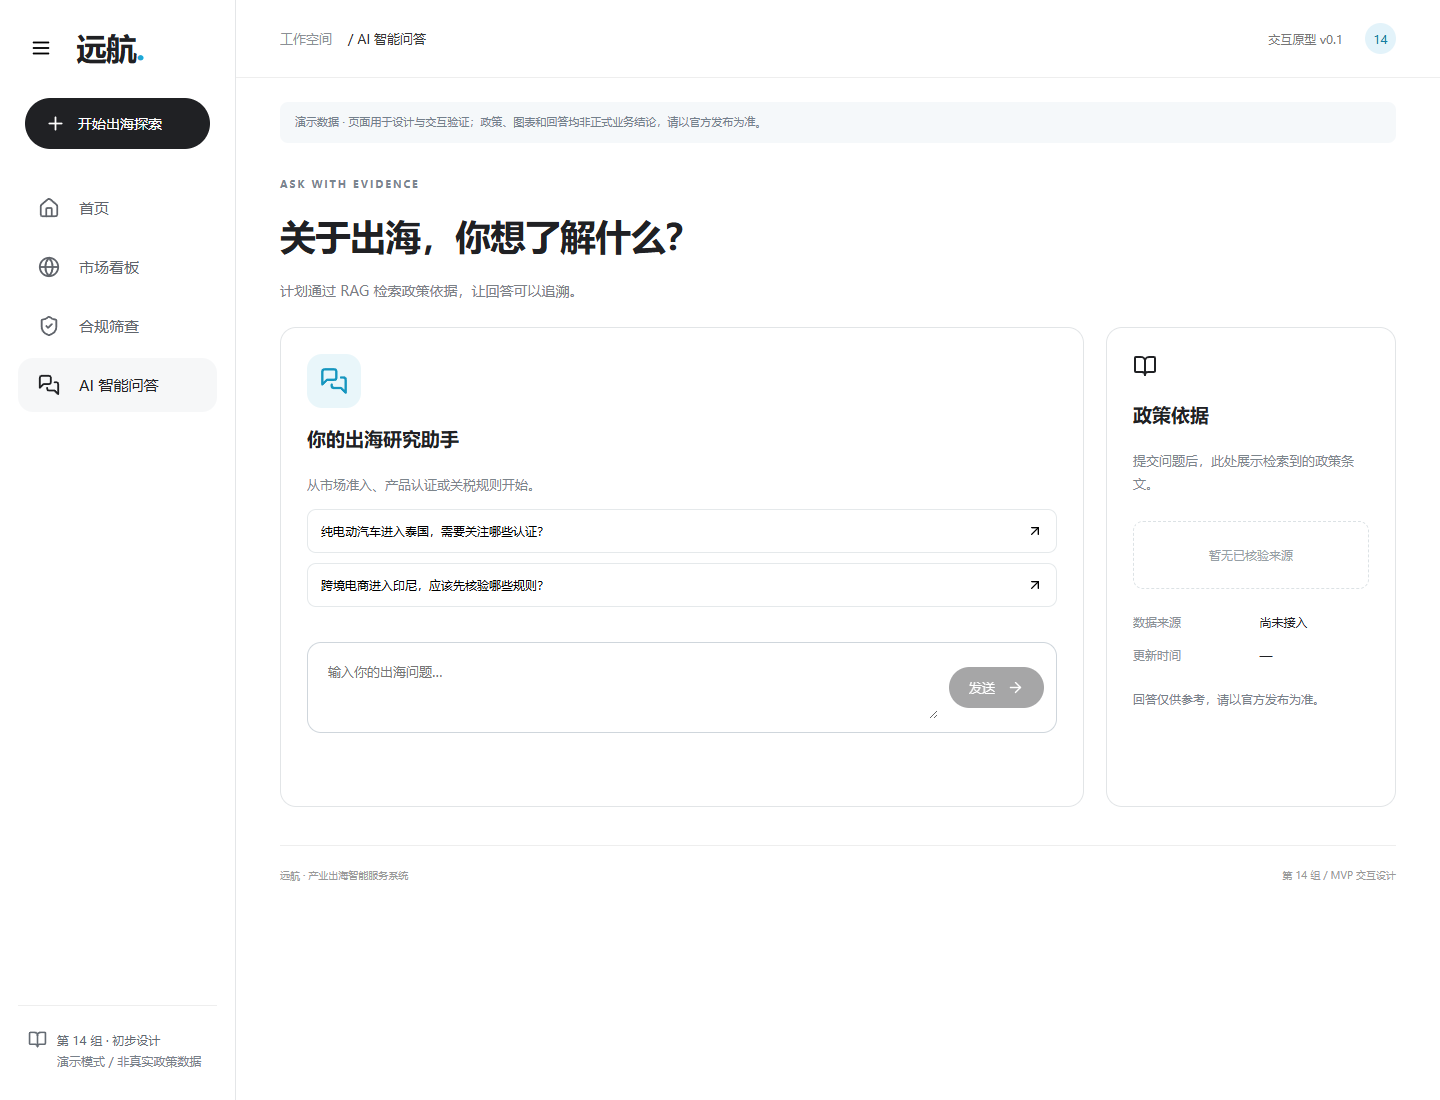 远航.
开始出海探索
首页
市场看板
合规筛查
AI 智能问答
第 14 组 · 初步设计
演示模式 / 非真实政策数据
工作空间 / AI 智能问答
交互原型 v0.1
14
演示数据 · 页面用于设计与交互验证；政策、图表和回答均非正式业务结论，请以官方发布为准。
ASK WITH EVIDENCE
关于出海，你想了解什么？
计划通过 RAG 检索政策依据，让回答可以追溯。
你的出海研究助手
从市场准入、产品认证或关税规则开始。
纯电动汽车进入泰国，需要关注哪些认证？
跨境电商进入印尼，应该先核验哪些规则？
输入你的出海问题...
发送
政策依据
提交问题后，此处展示检索到的政策条
文。
暂无已核验来源
数据来源 尚未接入
更新时间 —
回答仅供参考，请以官方发布为准。
远航 · 产业出海智能服务系统
第 14 组 / MVP 交互设计